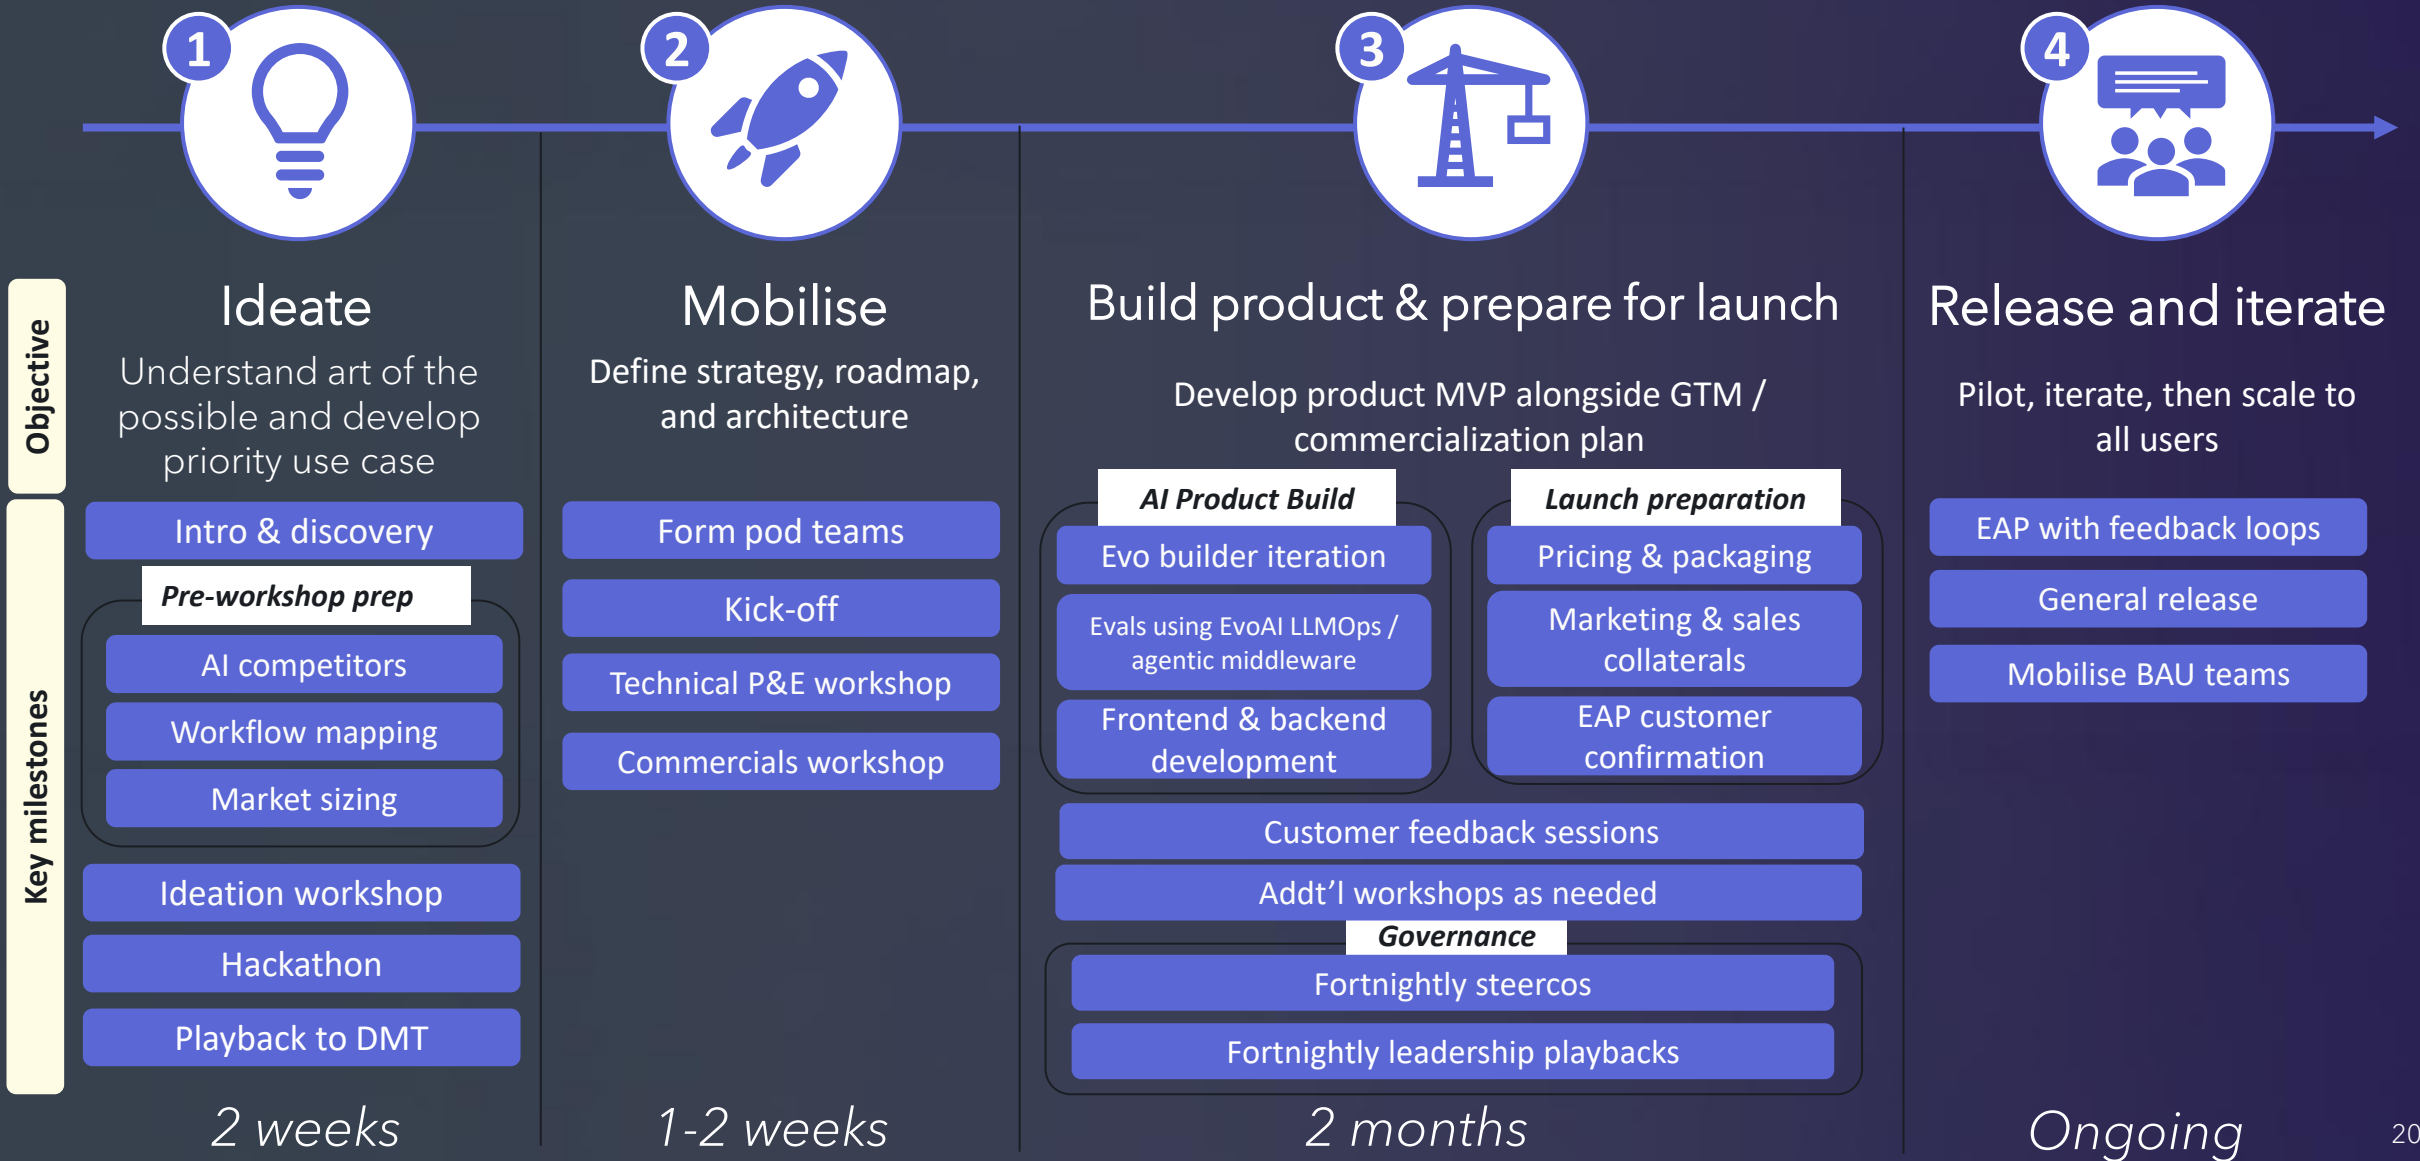 1
2
3
4
Objective
Key milestones
Ideate
Understand art of the
possible and develop
priority use case
Intro & discovery
Pre-workshop prep
AI competitors
Workflow mapping
Market sizing
Ideation workshop
Hackathon
Playback to DMT
2 weeks
Mobilise
Define strategy, roadmap,
and architecture
Form pod teams
Kick-off
Technical P&E workshop
Commercials workshop
1-2 weeks
Build product & prepare for launch
Develop product MVP alongside GTM /
commercialization plan
AI Product Build
Evo builder iteration
Evals using EvoAI LLMOps /
agentic middleware
Frontend & backend
development
Launch preparation
Pricing & packaging
Marketing & sales
collaterals
EAP customer
confirmation
Customer feedback sessions
Addt'l workshops as needed
Governance
Fortnightly steercos
Fortnightly leadership playbacks
2 months
Release and iterate
Pilot, iterate, then scale to
all users
EAP with feedback loops
General release
Mobilise BAU teams
Ongoing
20